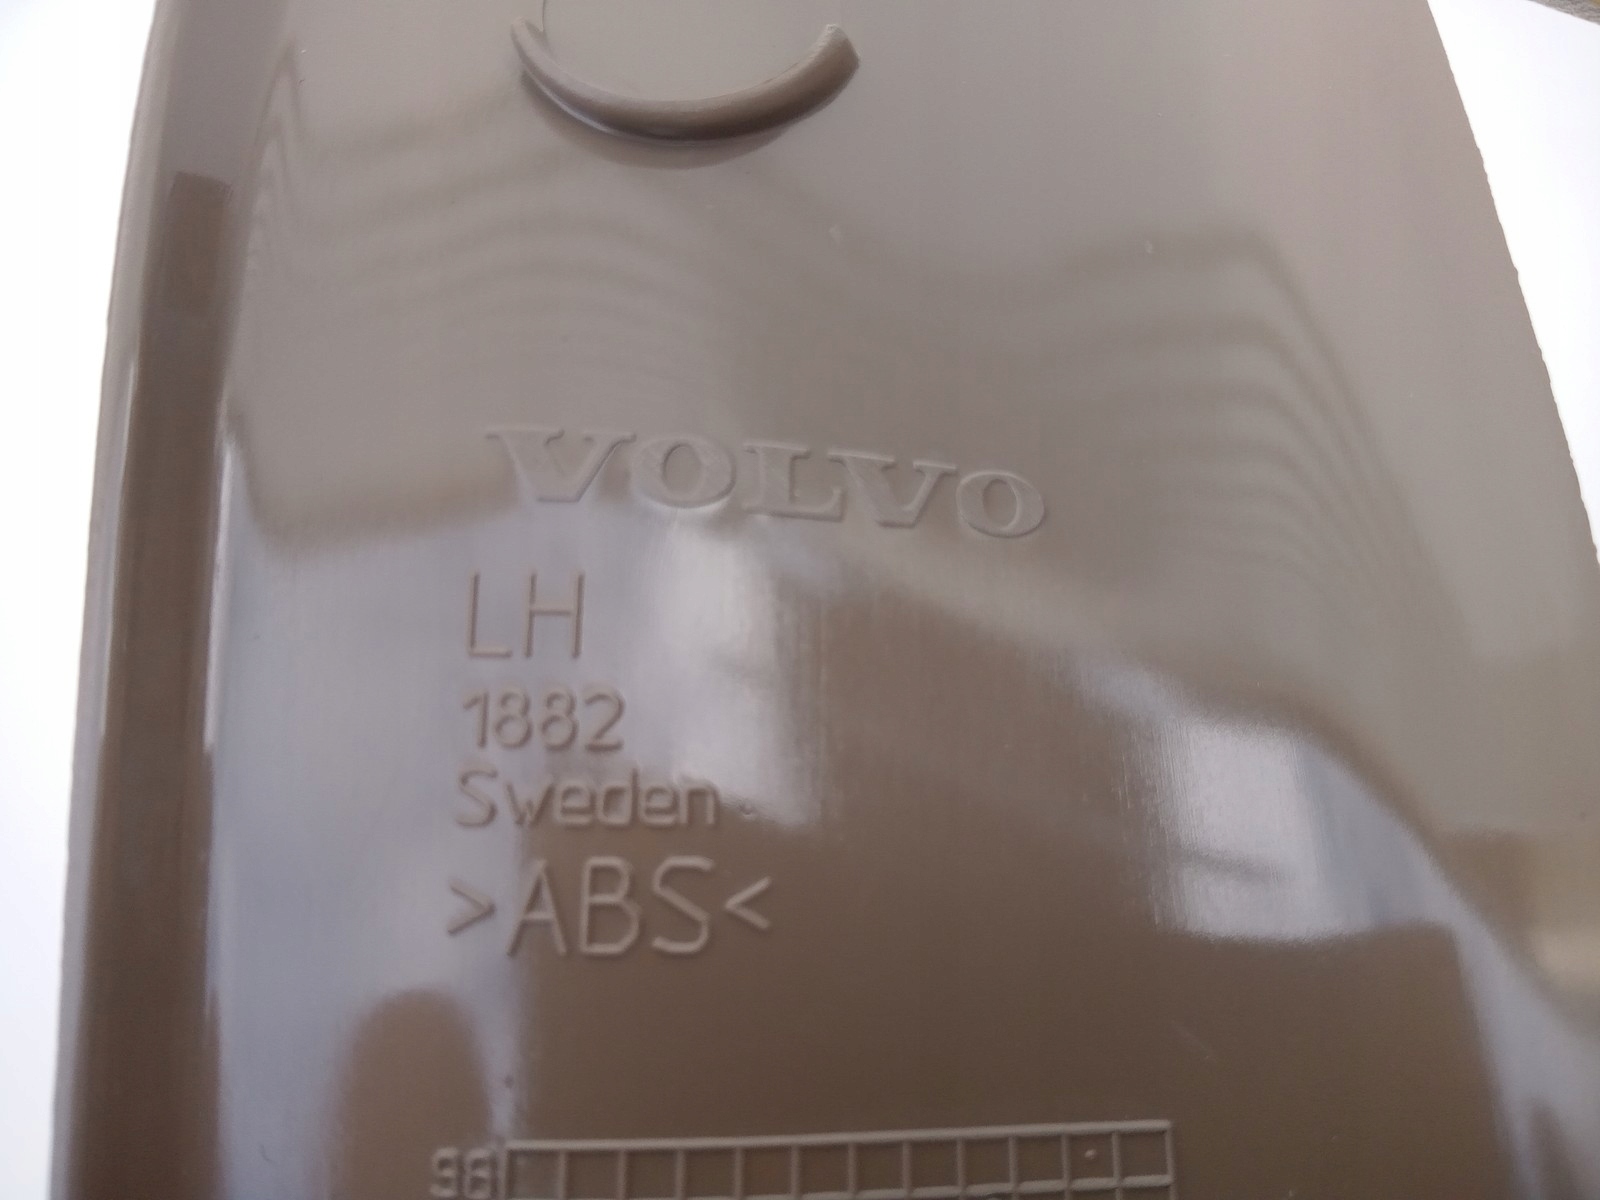 VOLVO
LH
1882
Sweden
>ABS<
98